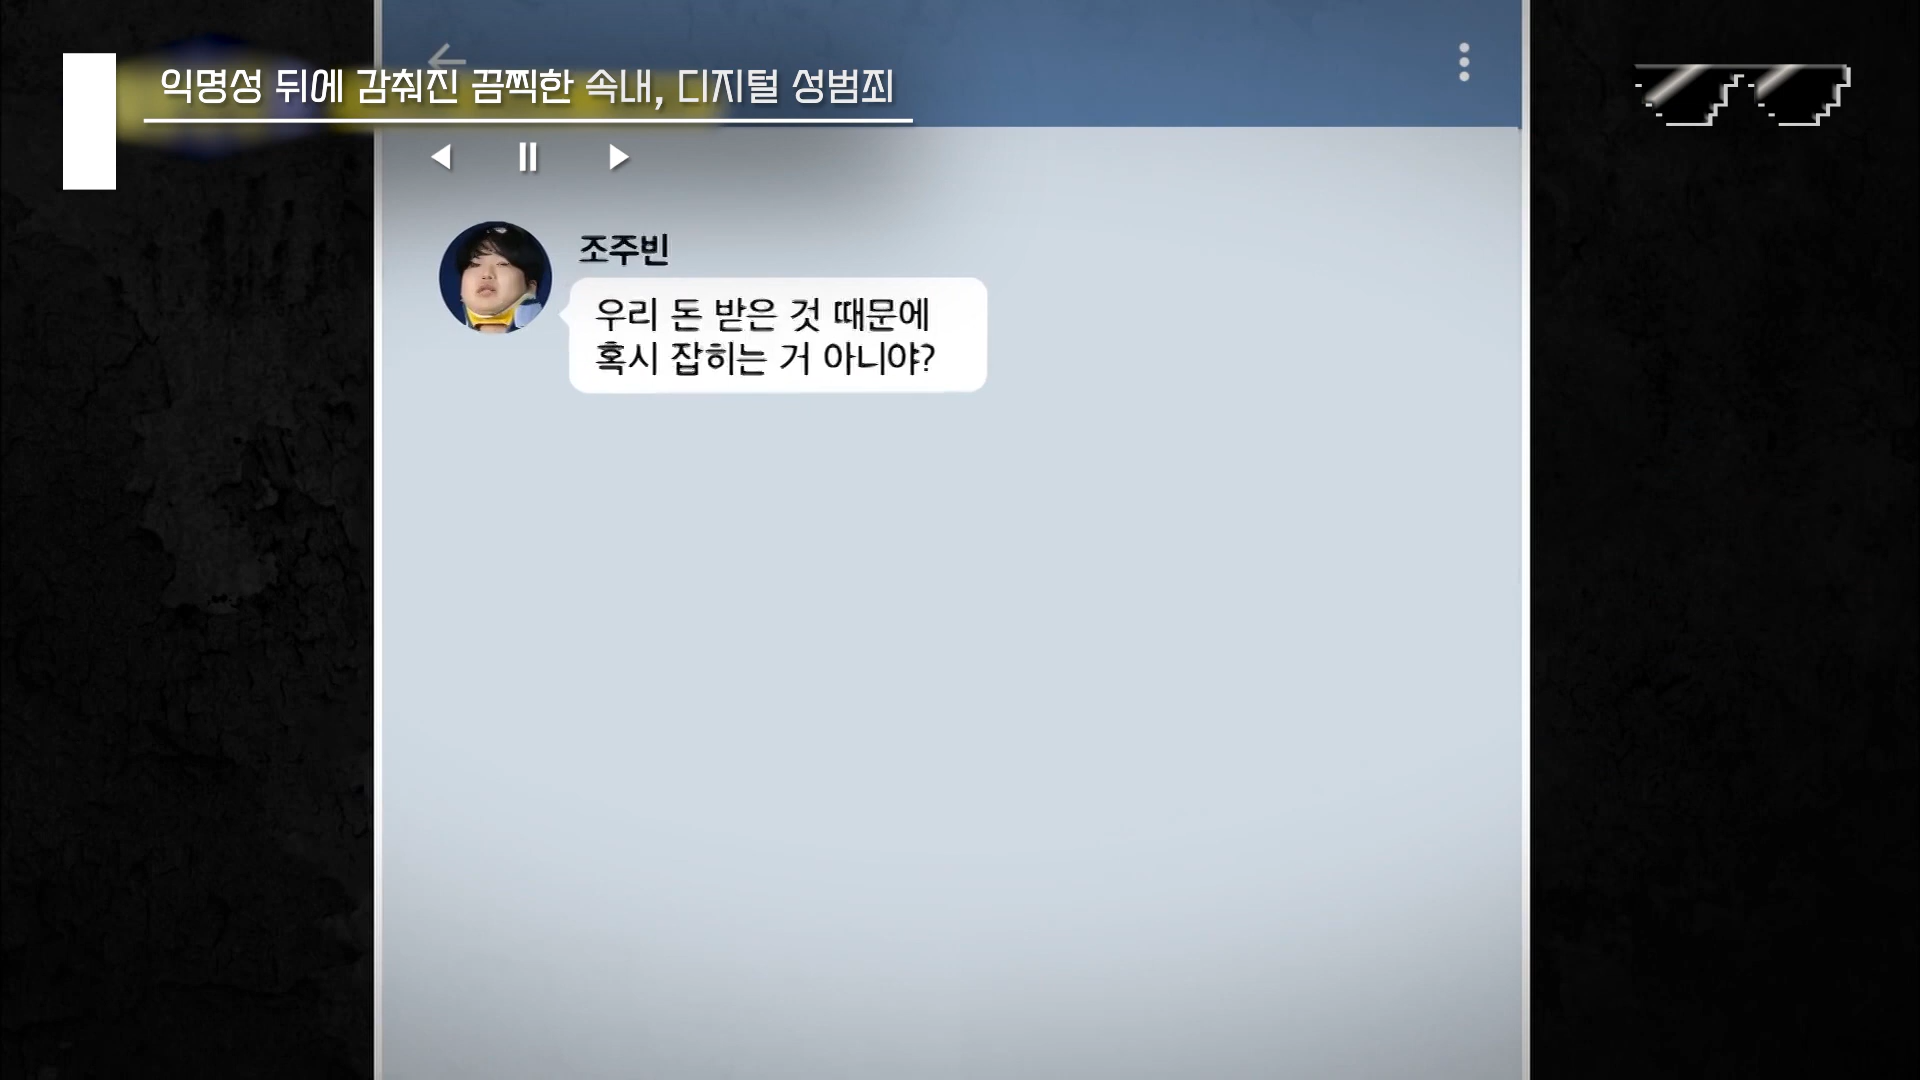 익명성 뒤에 감춰진 끔찍한 속내, 디지털 성범죄
조주빈
우리 돈 받은 것 때문에
혹시 잡히는 거 아니야?